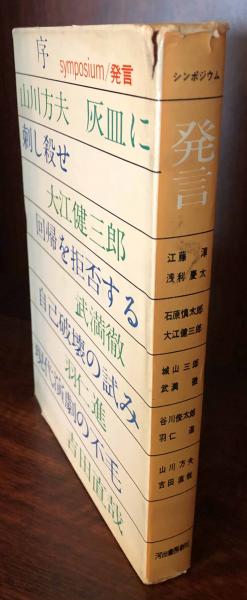 序
symposium/発言
山川方夫 灰皿に
刺し殺せ
大江健三郎
回帰を拒否する
武満徹
自己破壊の試み
羽仁進
現代演劇の不毛
吉田直哉
シンポジウム
発言
江藤 淳
浅利慶太
石原慎太郎
大江健三郎
城山三郎
武満 徹
谷川俊太郎
羽仁 進
山川方夫
吉田直哉
河出書房新社